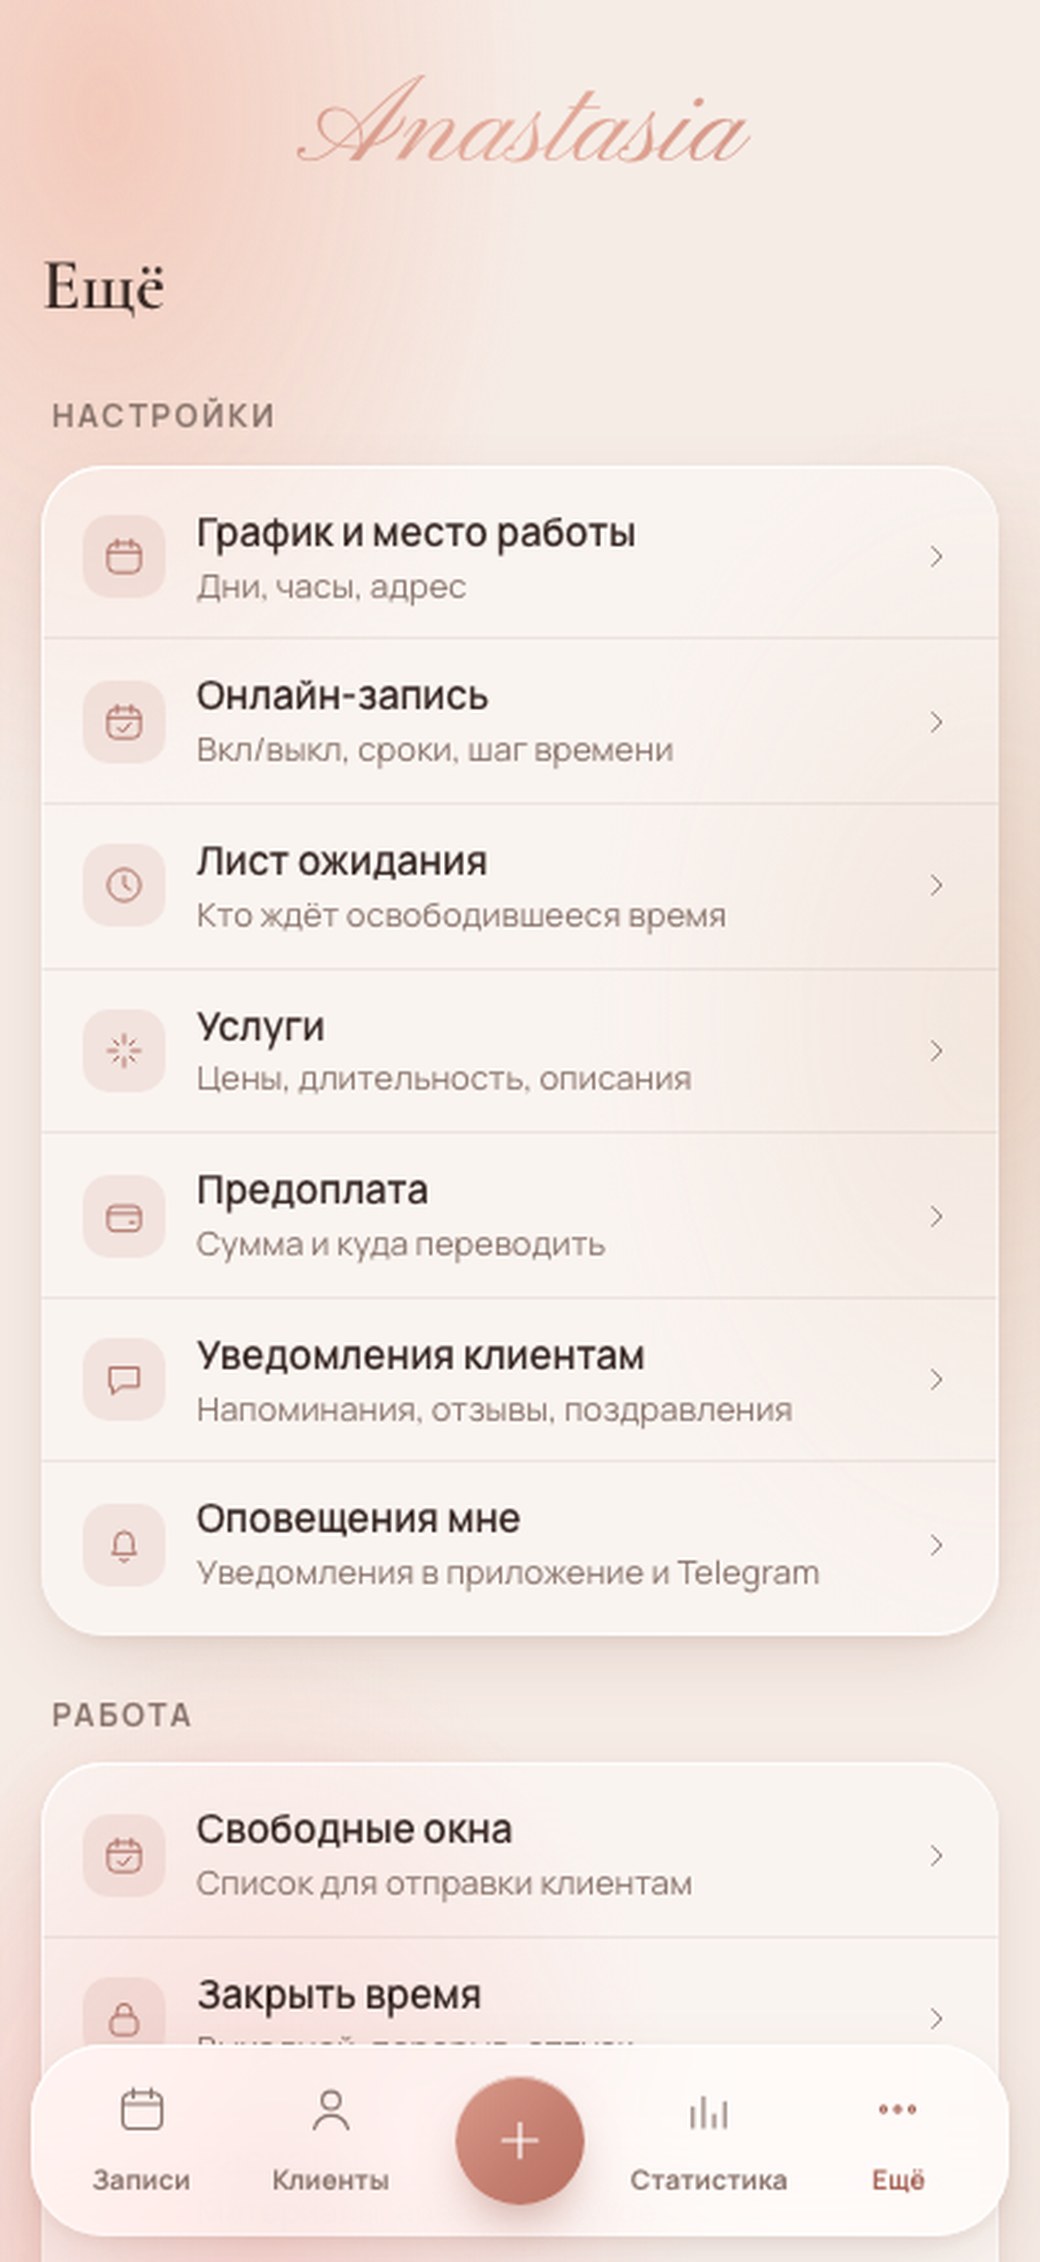 Anastasia
Ещё
НАСТРОЙКИ
График и место работы
Дни, часы, адрес
Онлайн-запись
Вкл/выкл, сроки, шаг времени
Лист ожидания
Кто ждёт освободившееся время
Услуги
Цены, длительность, описания
Предоплата
Сумма и куда переводить
Уведомления клиентам
Напоминания, отзывы, поздравления
Оповещения мне
Уведомления в приложение и Telegram
РАБОТА
Свободные окна
Список для отправки клиентам
Закрыть время
Записи
Клиенты
Статистика
Ещё